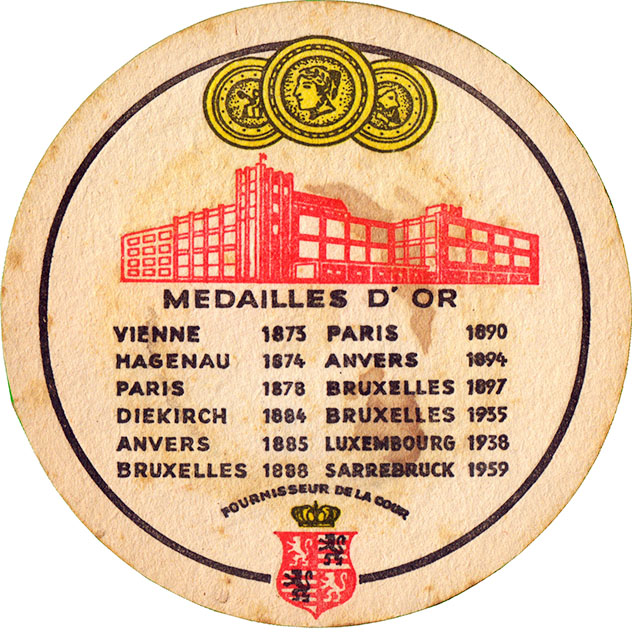 MEDAILLES D'OR
VIENNE 1873 PARIS 1890
HAGENAU 1874 ANVERS 1894
PARIS 1878 BRUXELLES 1897
DIEKIRCH 1884 BRUXELLES 1935
ANVERS 1885 LUXEMBOURG 1938
BRUXELLES 1888 SARREBRUCK 1959
FOURNISSEUR DE LA COUR